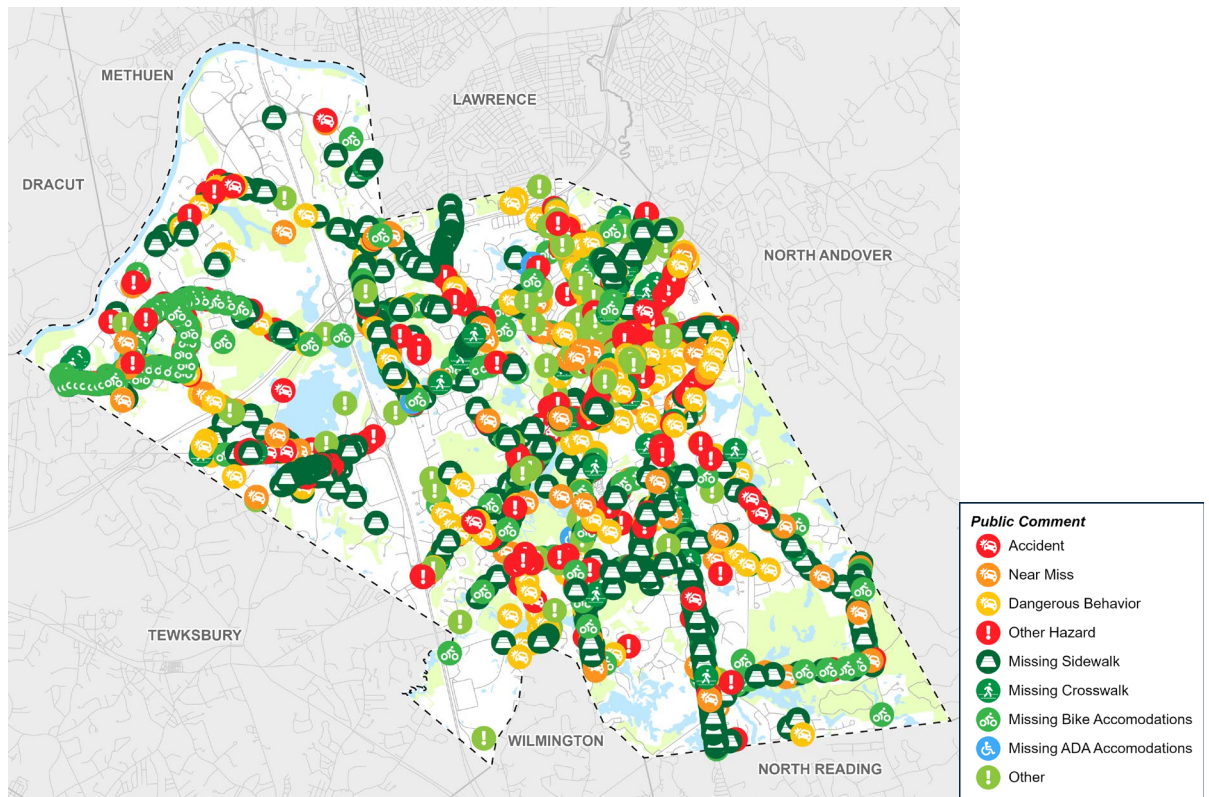 METHUEN
LAWRENCE
DRACUT
NORTH ANDOVER
TEWKSBURY
WILMINGTON
NORTH READING
Public Comment
Accident
Near Miss
Dangerous Behavior
Other Hazard
Missing Sidewalk
Missing Crosswalk
Missing Bike Accomodations
Missing ADA Accomodations
Other